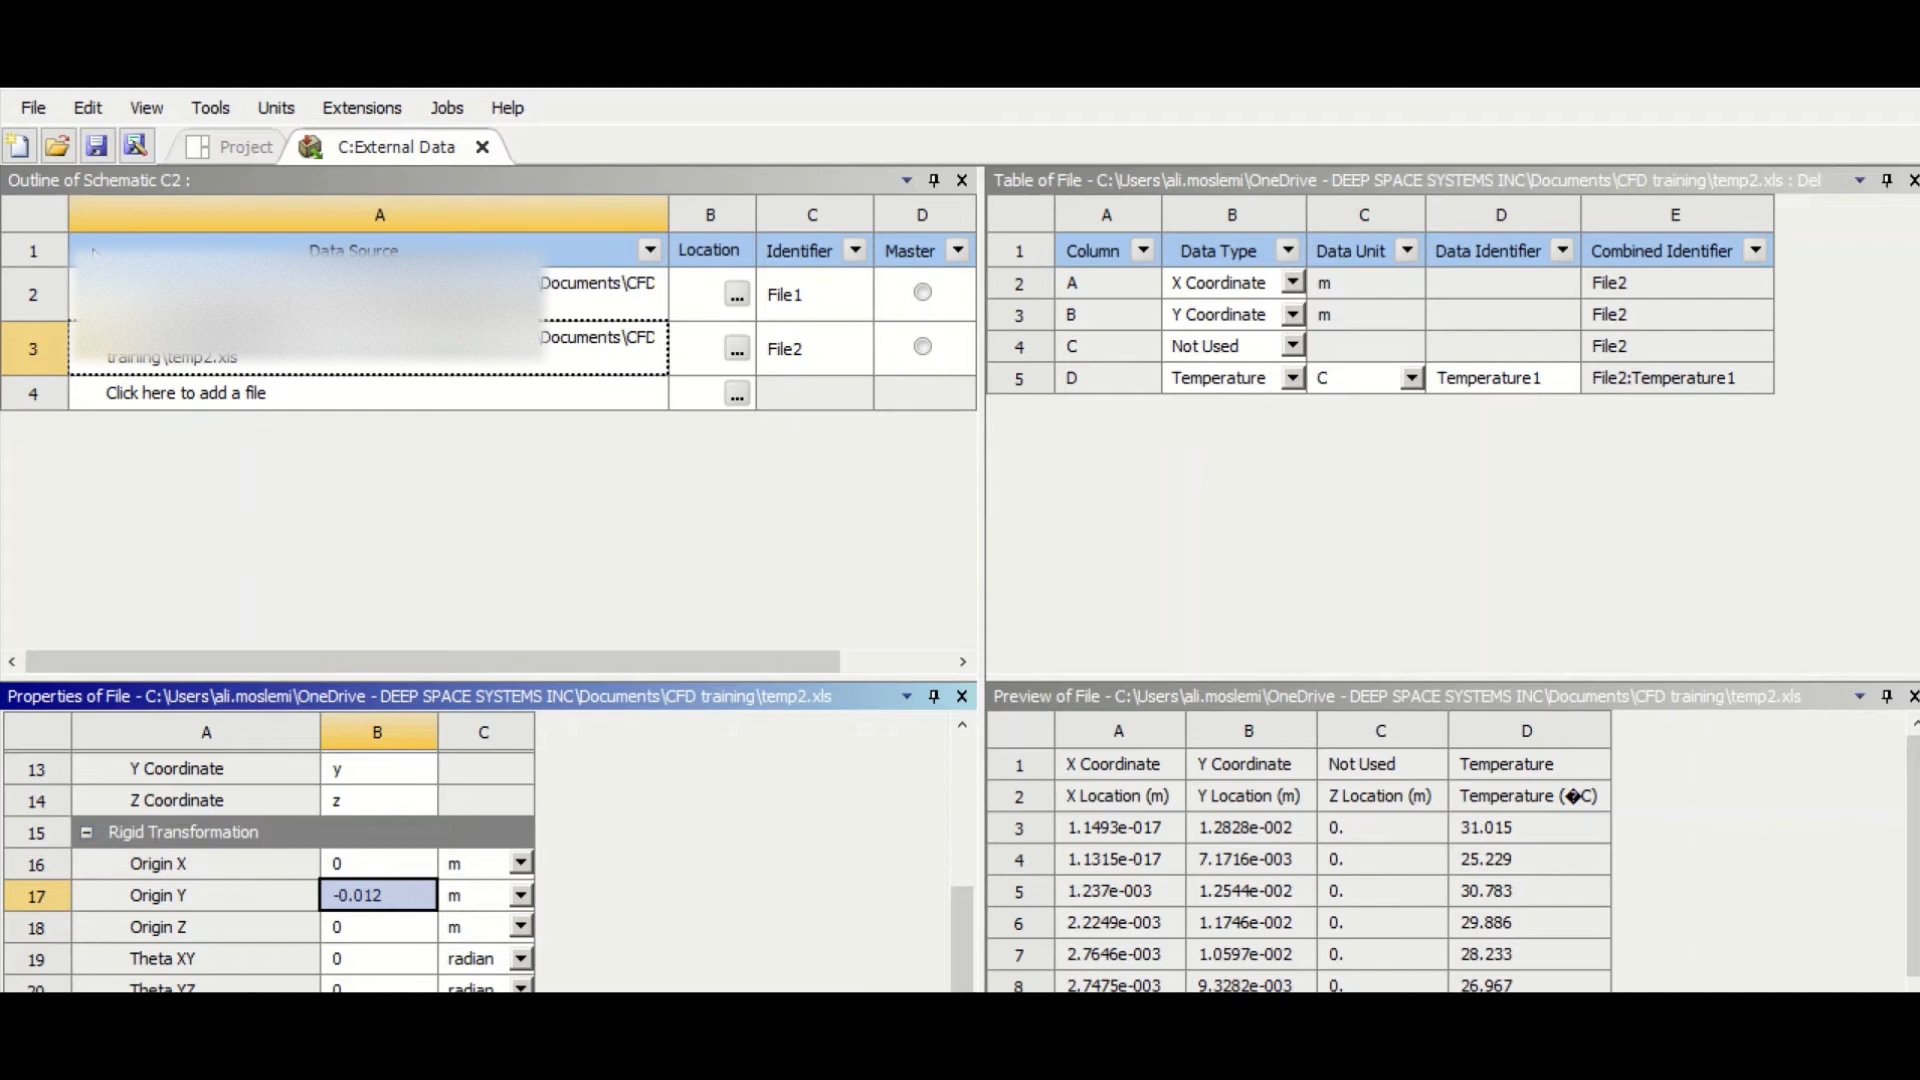 File Edit View Tools Units Extensions Jobs Help
Project C:External Data
Outline of Schematic C2 :
A B C D
1 Data Source Location Identifier Master
Documents\CFD
2 ... File1
Documents\CFD
3 ... File2
training\temp2.xls
4 Click here to add a file ...
Table of File - C:\Users\ali.moslemi\OneDrive - DEEP SPACE SYSTEMS INC\Documents\CFD training\temp2.xls : Del
A B C D E
1 Column Data Type Data Unit Data Identifier Combined Identifier
2 A X Coordinate m File2
3 B Y Coordinate m File2
4 C Not Used File2
5 D Temperature C Temperature1 File2:Temperature1
Properties of File - C:\Users\ali.moslemi\OneDrive - DEEP SPACE SYSTEMS INC\Documents\CFD training\temp2.xls
A B C
13 Y Coordinate y
14 Z Coordinate z
15 Rigid Transformation
16 Origin X 0 m
17 Origin Y -0.012 m
18 Origin Z 0 m
19 Theta XY 0 radian
20 Theta YZ 0 radian
Preview of File - C:\Users\ali.moslemi\OneDrive - DEEP SPACE SYSTEMS INC\Documents\CFD training\temp2.xls
A B C D
1 X Coordinate Y Coordinate Not Used Temperature
2 X Location (m) Y Location (m) Z Location (m) Temperature (�C)
3 1.1493e-017 1.2828e-002 0. 31.015
4 1.1315e-017 7.1716e-003 0. 25.229
5 1.237e-003 1.2544e-002 0. 30.783
6 2.2249e-003 1.1746e-002 0. 29.886
7 2.7646e-003 1.0597e-002 0. 28.233
8 2.7475e-003 9.3282e-003 0. 26.967